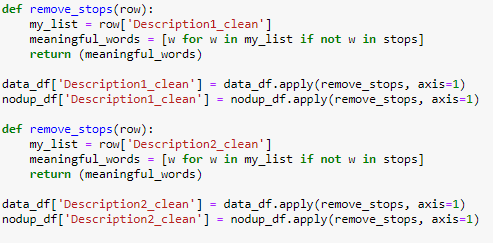 def remove_stops(row):
    my_list = row['Description1_clean']
    meaningful_words = [w for w in my_list if not w in stops]
    return (meaningful_words)

data_df['Description1_clean'] = data_df.apply(remove_stops, axis=1)
nodup_df['Description1_clean'] = nodup_df.apply(remove_stops, axis=1)

def remove_stops(row):
    my_list = row['Description2_clean']
    meaningful_words = [w for w in my_list if not w in stops]
    return (meaningful_words)

data_df['Description2_clean'] = data_df.apply(remove_stops, axis=1)
nodup_df['Description2_clean'] = nodup_df.apply(remove_stops, axis=1)